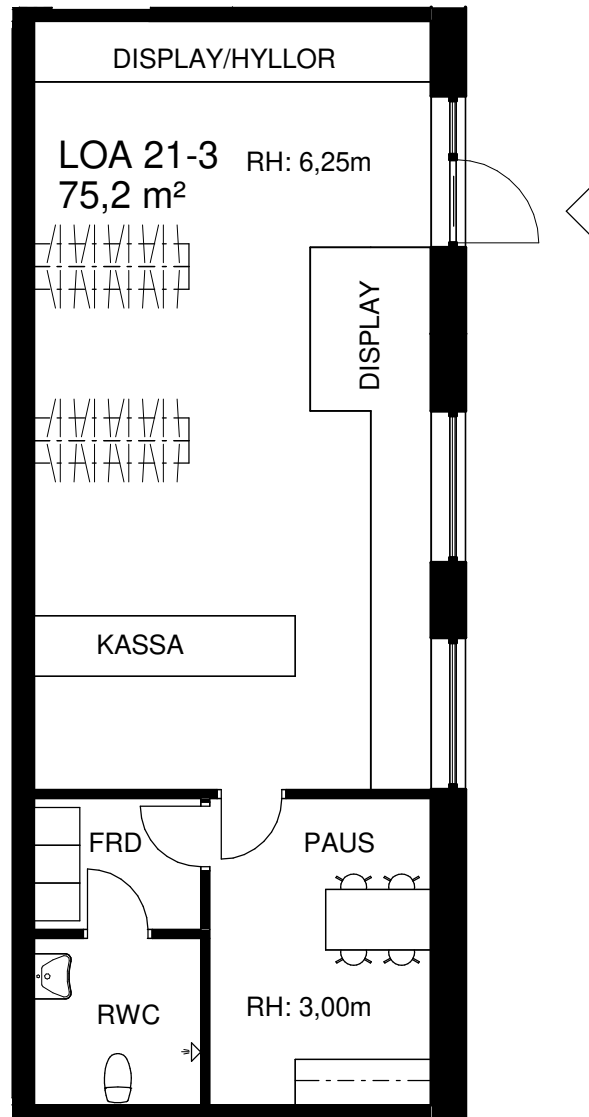 DISPLAY/HYLLOR
LOA 21-3
75,2 m²
RH: 6,25m
DISPLAY
KASSA
FRD
PAUS
RWC
RH: 3,00m